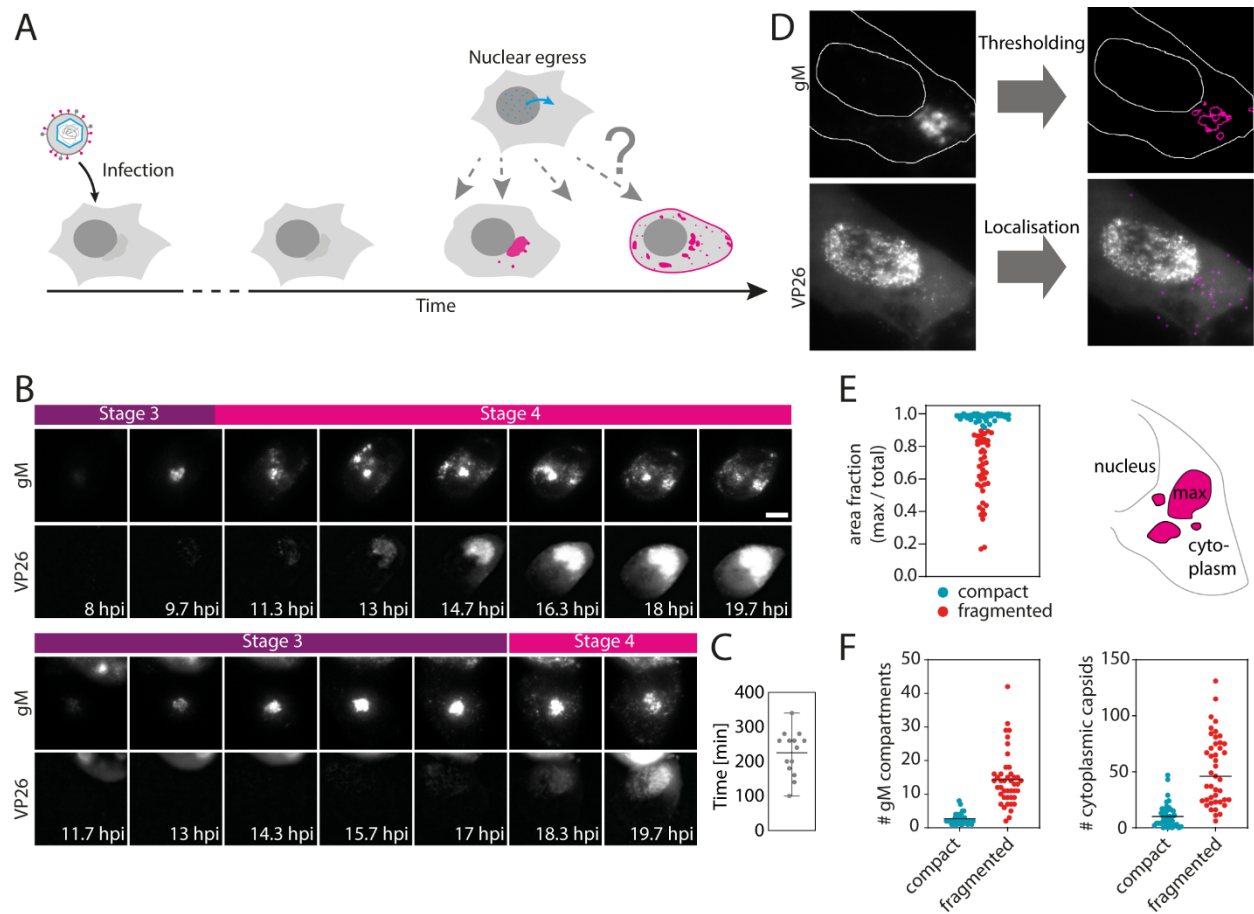 A
Nuclear egress
Infection
?
Time
B
Stage 3
Stage 4
gM
VP26
8 hpi
9.7 hpi
11.3 hpi
13 hpi
14.7 hpi
16.3 hpi
18 hpi
19.7 hpi
Stage 3
Stage 4
gM
VP26
11.7 hpi
13 hpi
14.3 hpi
15.7 hpi
17 hpi
18.3 hpi
19.7 hpi
C
Time [min]
400
300
200
100
0
D
gM
Thresholding
VP26
Localisation
E
area fraction
(max / total)
1.0
0.8
0.6
0.4
0.2
0.0
compact
fragmented
nucleus
max
cyto-
plasm
F
# gM compartments
50
40
30
20
10
0
compact
fragmented
# cytoplasmic capsids
150
100
50
0
compact
fragmented